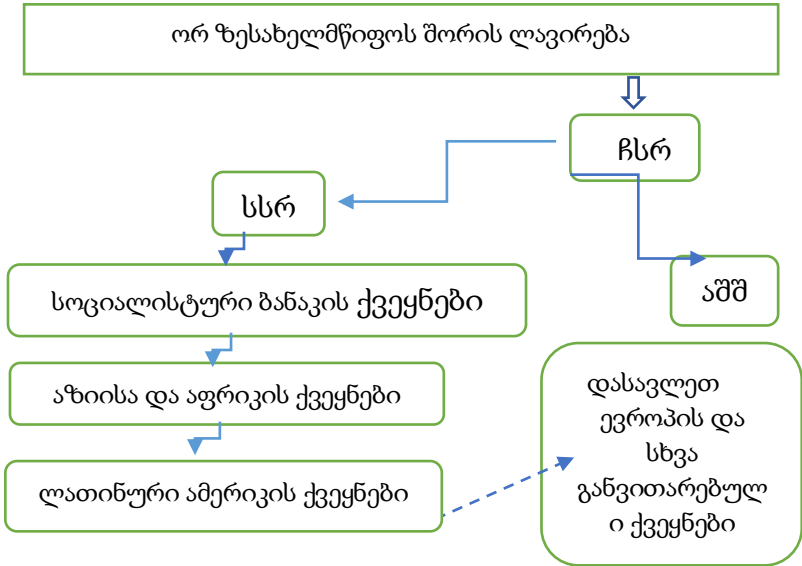 ორ ზესახელმწიფოს შორის ლავირება
ჩსრ
სსრ
აშშ
სოციალისტური ბანაკის ქვეყნები
აზიისა და აფრიკის ქვეყნები
ლათინური ამერიკის ქვეყნები
დასავლეთ
ევროპის და
სხვა
განვითარებულ
ი ქვეყნები